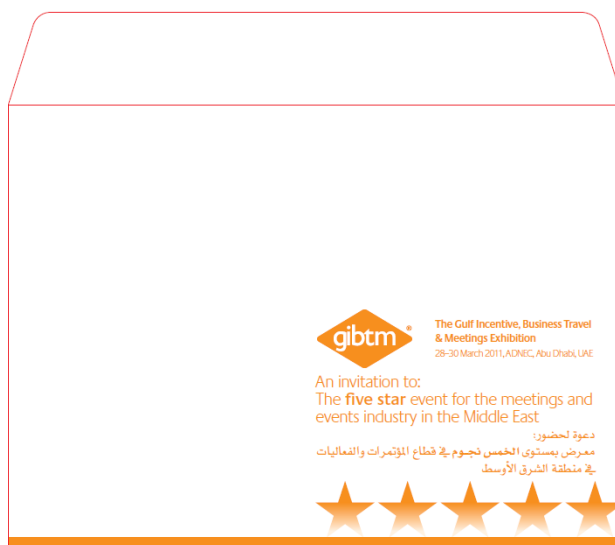 gibtm®
The Gulf Incentive, Business Travel
& Meetings Exhibition
28–30 March 2011, ADNEC, Abu Dhabi, UAE
An invitation to:
The five star event for the meetings and
events industry in the Middle East
دعوة لحضور:
معرض بمستوى الخمس نجـوم في قطاع المؤتمرات والفعاليات
في منطقة الشرق الأوسط